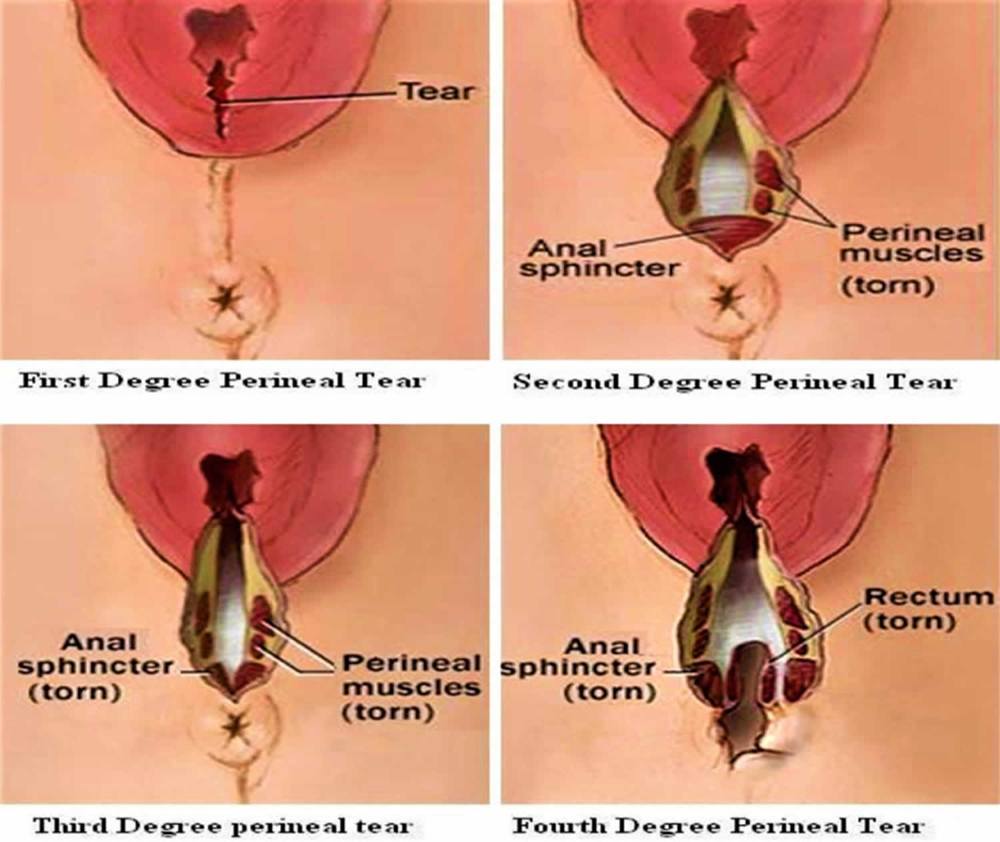 Tear
First Degree Perineal Tear
Anal
sphincter
Perineal
muscles
(torn)
Second Degree Perineal Tear
Anal
sphincter
(torn)
Perineal
muscles
(torn)
Third Degree perineal tear
Rectum
(torn)
Anal
sphincter
(torn)
Fourth Degree Perineal Tear